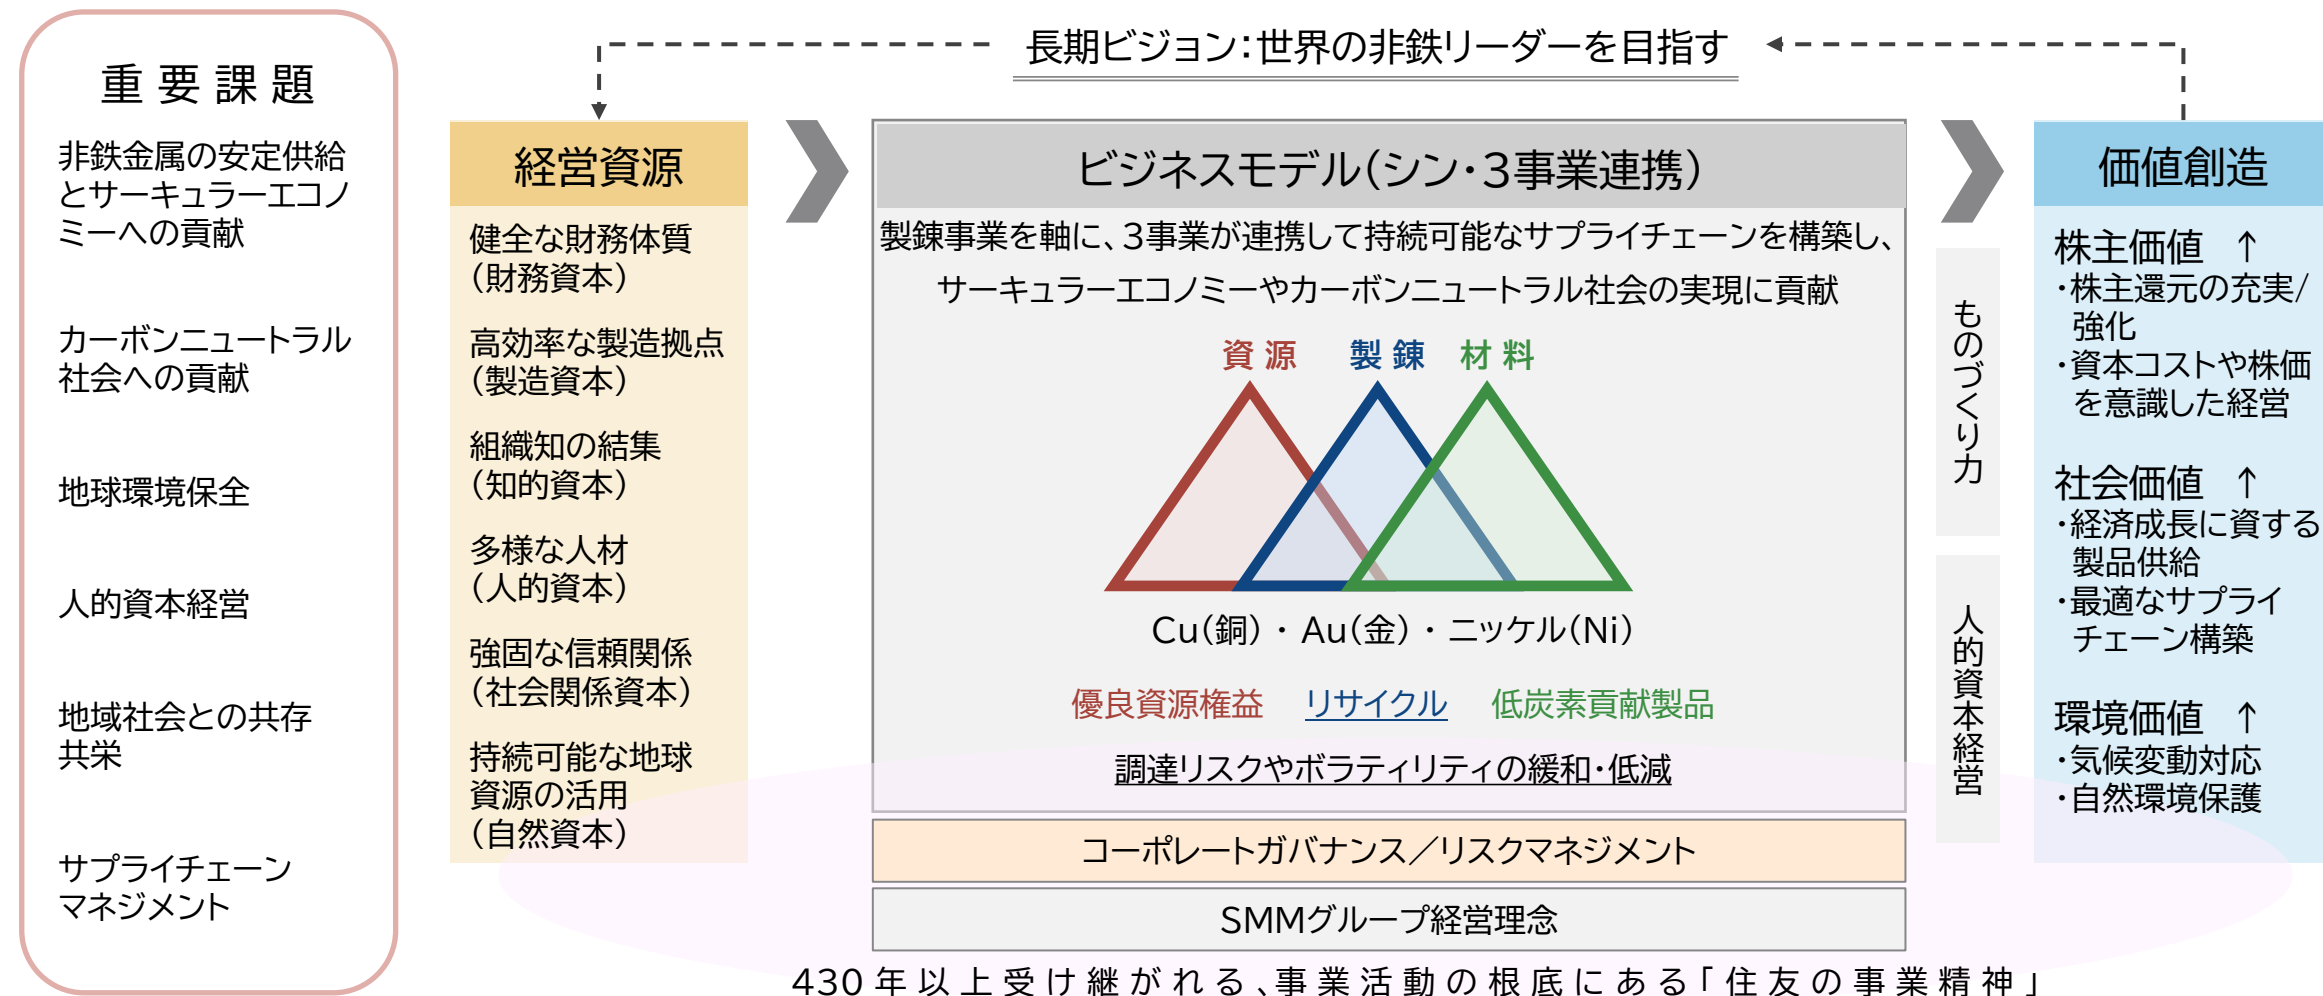 長期ビジョン：世界の非鉄リーダーを目指す
重要課題
非鉄金属の安定供給
とサーキュラーエコノ
ミーへの貢献
カーボンニュートラル
社会への貢献
地球環境保全
人的資本経営
地域社会との共存
共栄
サプライチェーン
マネジメント
経営資源
健全な財務体質
（財務資本）
高効率な製造拠点
（製造資本）
組織知の結集
（知的資本）
多様な人材
（人的資本）
強固な信頼関係
（社会関係資本）
持続可能な地球
資源の活用
（自然資本）
ビジネスモデル（シン・３事業連携）
製錬事業を軸に、３事業が連携して持続可能なサプライチェーンを構築し、
サーキュラーエコノミーやカーボンニュートラル社会の実現に貢献
資源 製錬 材料
Cu（銅）・Au（金）・ニッケル（Ni）
優良資源権益 リサイクル 低炭素貢献製品
調達リスクやボラティリティの緩和・低減
コーポレートガバナンス／リスクマネジメント
SMMグループ経営理念
430年以上受け継がれる、事業活動の根底にある「住友の事業精神」
ものづくり力
人的資本経営
価値創造
株主価値 ↑
・株主還元の充実/
強化
・資本コストや株価
を意識した経営
社会価値 ↑
・経済成長に資する
製品供給
・最適なサプライ
チェーン構築
環境価値 ↑
・気候変動対応
・自然環境保護